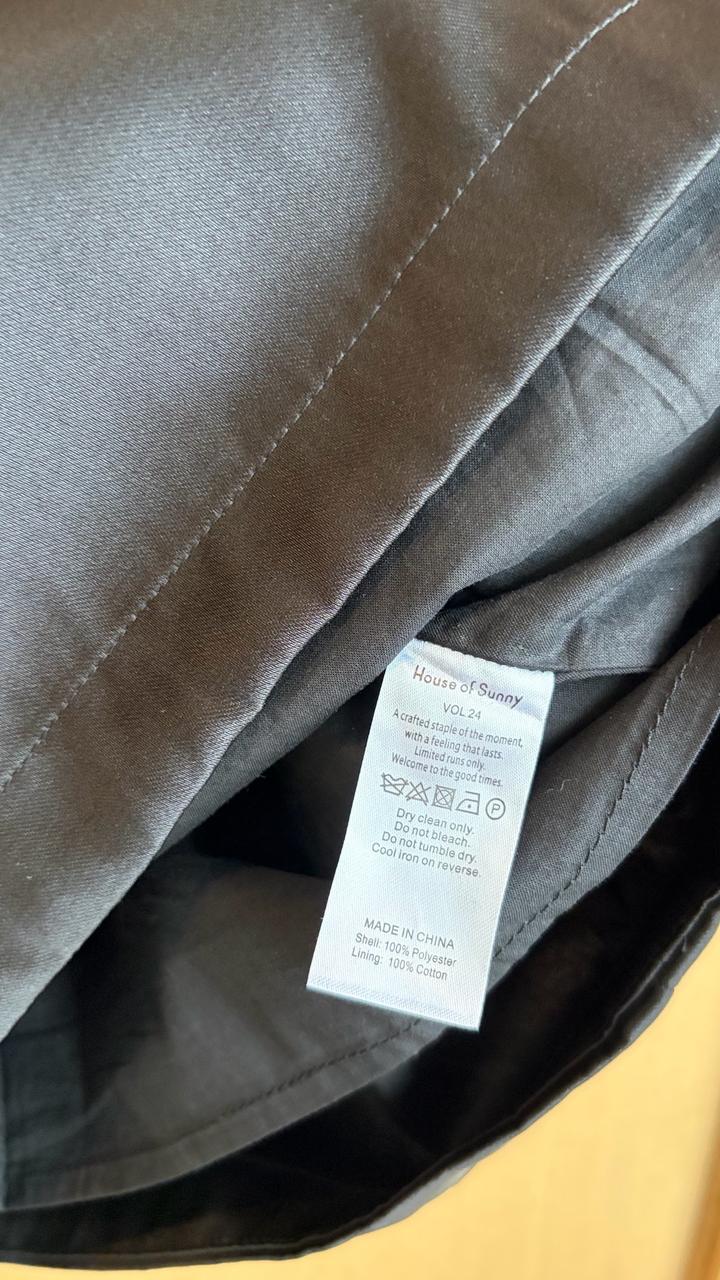 House of Sunny
VOL 24
A crafted staple of the moment,
with a feeling that lasts.
Limited runs only.
Welcome to the good times.
P
Dry clean only.
Do not bleach.
Do not tumble dry.
Cool iron on reverse.
MADE IN CHINA
Shell: 100% Polyester
Lining: 100% Cotton